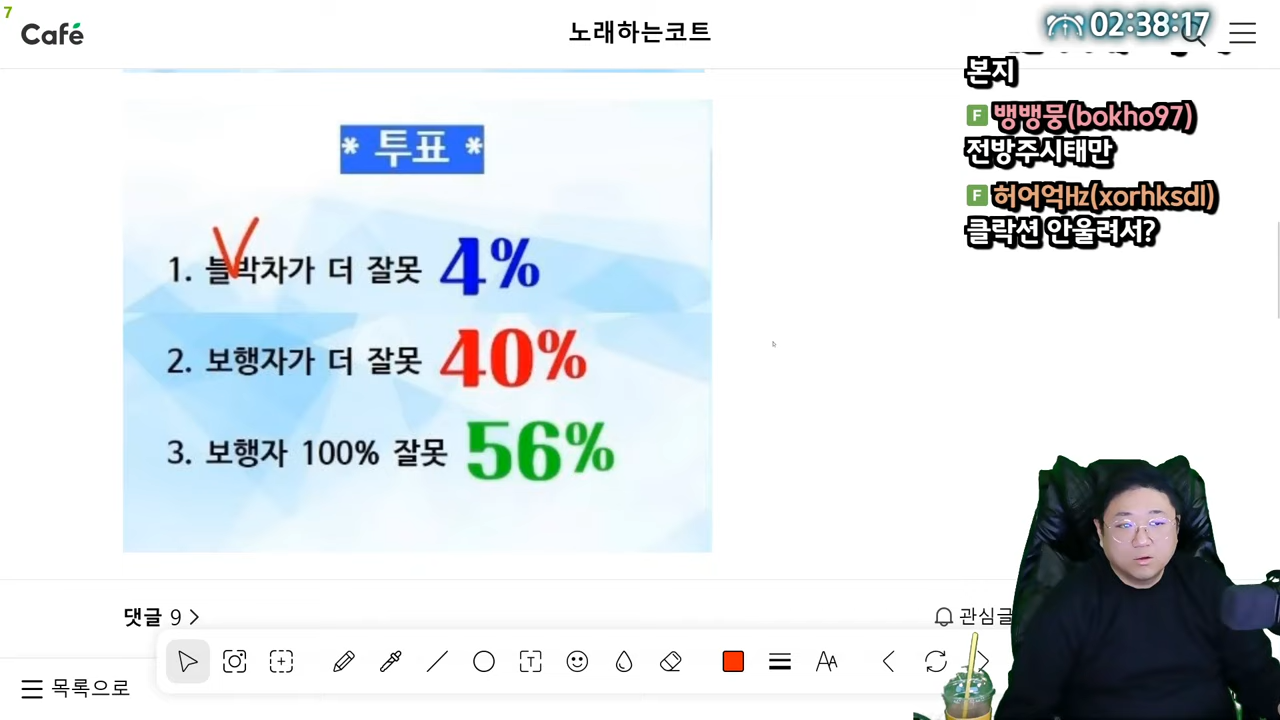 7
Café
노래하는코트
02:38:17
본지
F 뱅뱅뭉(bokho97)
전방주시태만
F 허어억Hz(xorhksdl)
클락션 안울려서?
* 투표 *
1. 블박차가 더 잘못 4%
2. 보행자가 더 잘못 40%
3. 보행자 100% 잘못 56%
댓글 9
관심글
목록으로